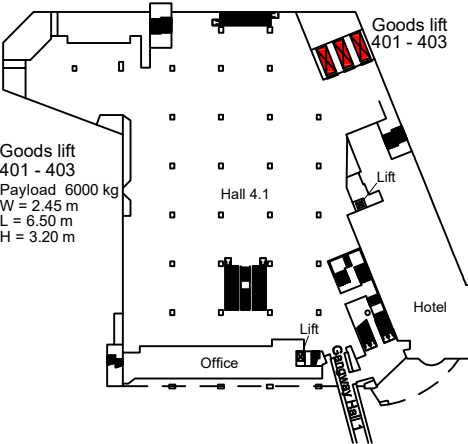 Goods lift
401 - 403
Goods lift
401 - 403
Payload 6000 kg
W = 2.45 m
L = 6.50 m
H = 3.20 m
Lift
Hall 4.1
Hotel
Lift
Office
Gangway Hall 1